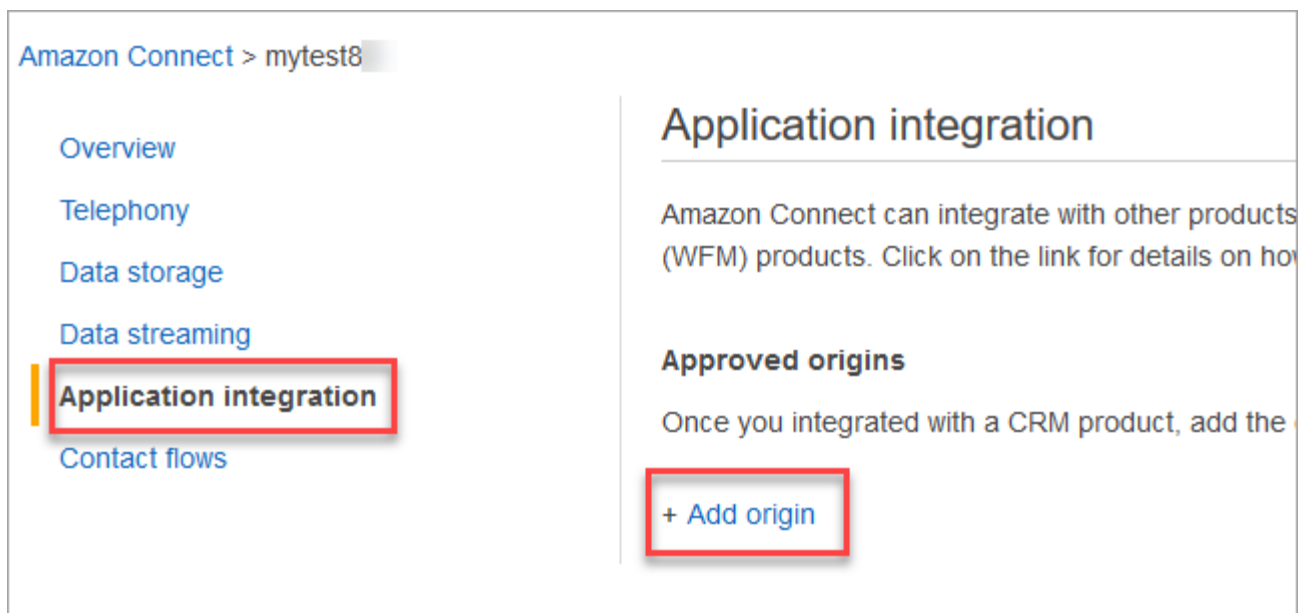 Amazon Connect > mytest8
Overview
Telephony
Data storage
Data streaming
Application integration
Contact flows
Application integration
Amazon Connect can integrate with other products
(WFM) products. Click on the link for details on
Approved origins
Once you integrated with a CRM product, add the
+ Add origin